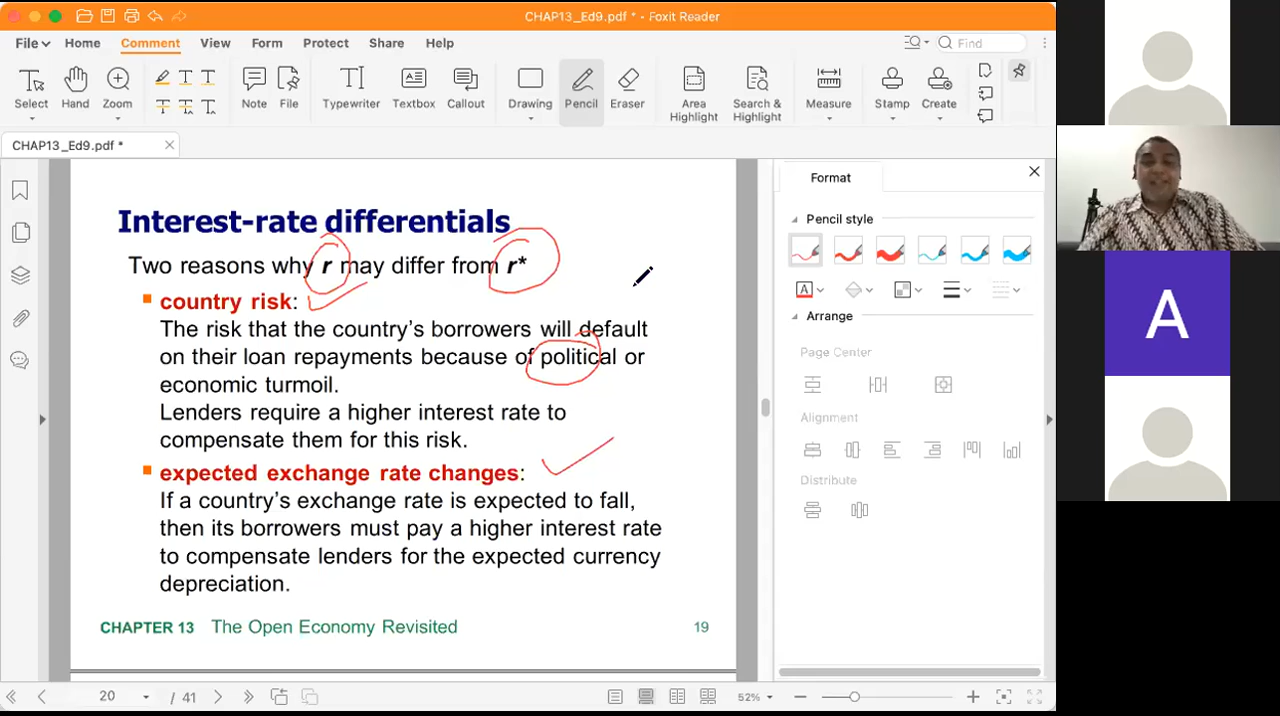 CHAP13_Ed9.pdf * - Foxit Reader
File Home Comment View Form Protect Share Help
Find
Select Hand Zoom Note File Typewriter Textbox Callout Drawing Pencil Eraser Area Highlight Search & Highlight Measure Stamp Create
CHAP13_Ed9.pdf *
Interest-rate differentials
Two reasons why r may differ from r*
country risk:
The risk that the country's borrowers will default
on their loan repayments because of political or
economic turmoil.
Lenders require a higher interest rate to
compensate them for this risk.
expected exchange rate changes:
If a country's exchange rate is expected to fall,
then its borrowers must pay a higher interest rate
to compensate lenders for the expected currency
depreciation.
CHAPTER 13 The Open Economy Revisited 19
Format
Pencil style
Arrange
Page Center
Alignment
Distribute
20 / 41
52%
A